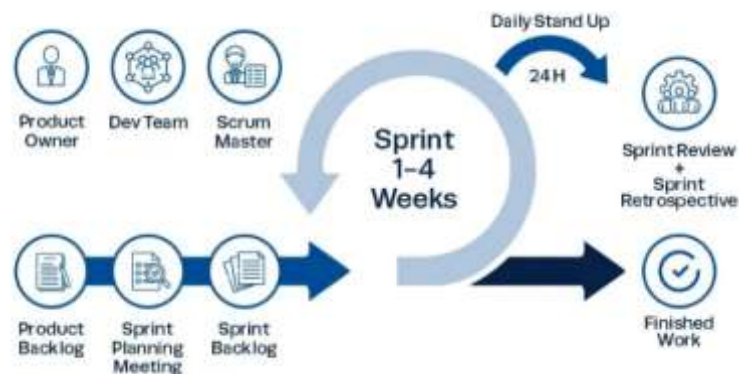 Daily Stand Up
24H
Product
Owner
Dev Team
Scrum
Master
Sprint
1-4
Weeks
Sprint Review
+
Sprint
Retrospective
Product
Backlog
Sprint
Planning
Meeting
Sprint
Backlog
Finished
Work